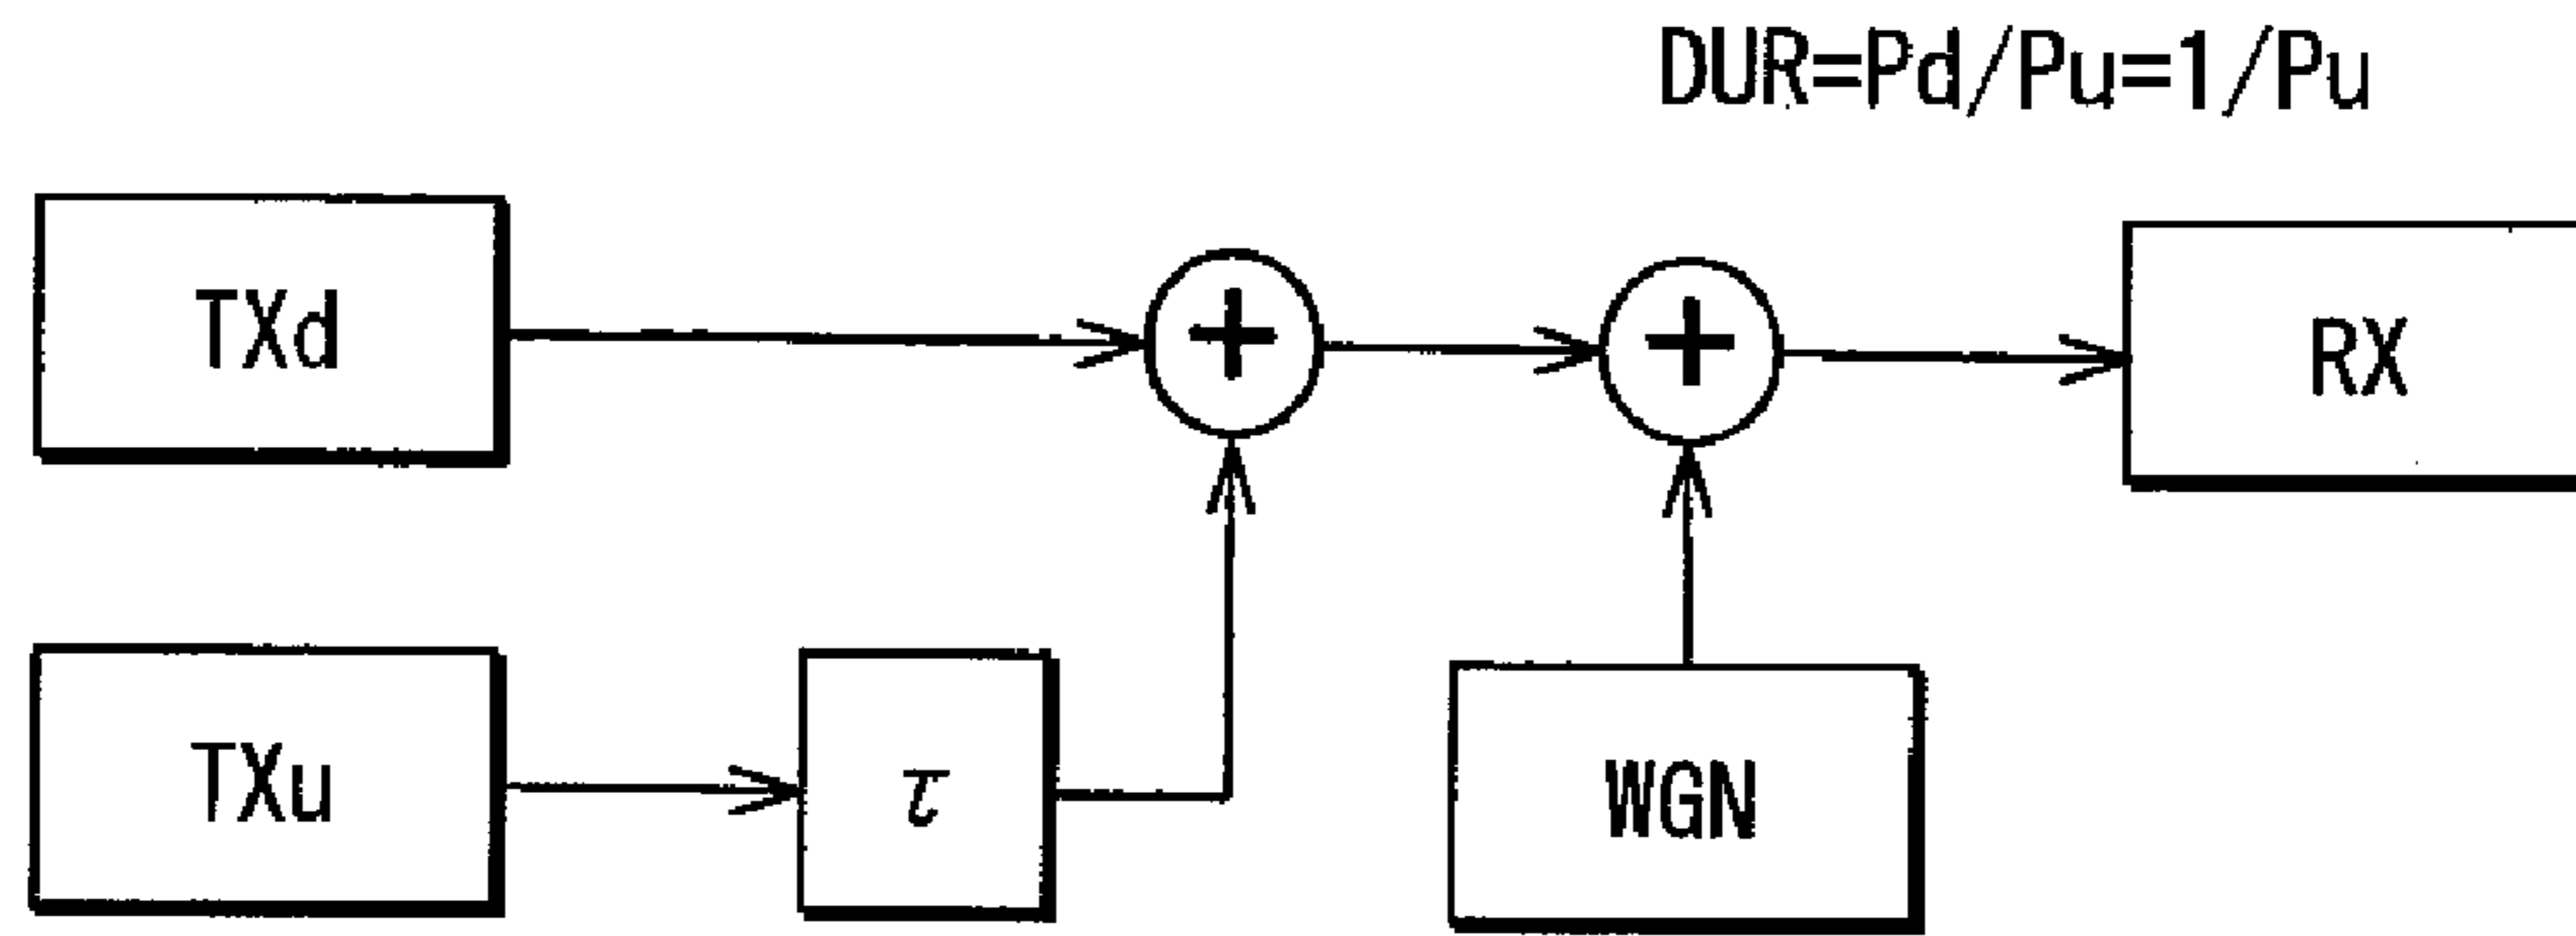 DUR=Pd/Pu=1/Pu
TXd
+
+
RX
TXu
τ
WGN